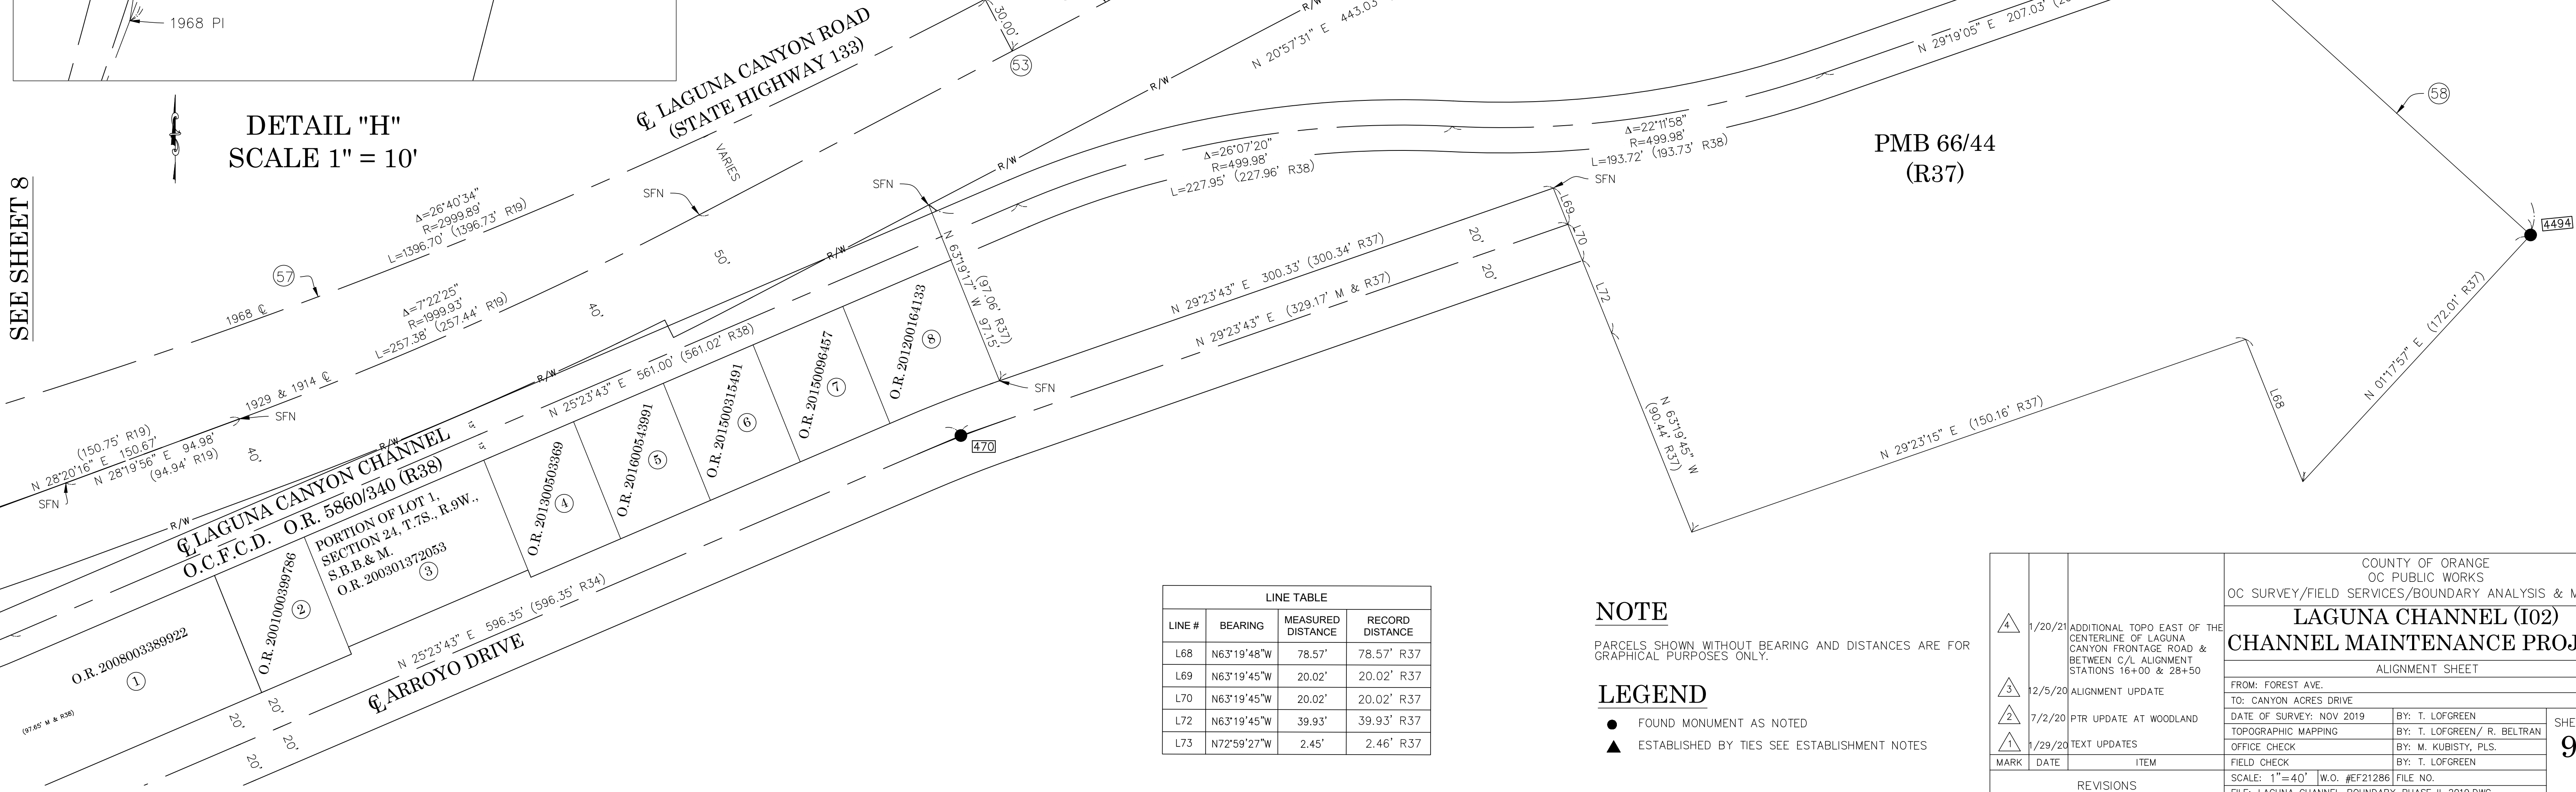 1968 PI
DETAIL "H"
SCALE 1" = 10'
SEE SHEET 8
℄ LAGUNA CANYON ROAD
(STATE HIGHWAY 133)
30.00'
53
R/W
N 20°57'31" E 443.03'
R/W
R/W
R/W
R/W
R/W
R/W
N 29°19'05" E 207.03'
58
PMB 66/44
(R37)
4494
VARIES
SFN
SFN
SFN
Δ=26°07'20"
R=499.98'
L=227.95' (227.96' R38)
Δ=22°11'58"
R=499.98'
L=193.72' (193.73' R38)
Δ=26°40'34"
R=2999.89'
L=1396.70' (1396.73' R19)
57
1968 ℄
Δ=7°22'25"
R=1999.93'
L=257.38' (257.44' R19)
50'
40'
1929 & 1914 ℄
SFN
(150.75' R19)
N 28°20'16" E 150.67'
N 28°19'56" E 94.98'
(94.94' R19)
SFN
40'
R/W
N 63°19'17" W 97.15'
(97.06' R37)
SFN
L69
L70
L72
20'
20'
N 29°23'43" E 300.33' (300.34' R37)
N 29°23'43" E (329.17' M & R37)
N 63°19'45" W
(90.44' R37)
N 29°23'15" E (150.16' R37)
L68
N 01°17'57" E (172.01' R37)
470
N 25°23'43" E 561.00' (561.02' R38)
℄ LAGUNA CANYON CHANNEL
O.C.F.C.D. O.R. 5860/340 (R38)
PORTION OF LOT 1,
SECTION 24, T.7S., R.9W.,
S.B.B.& M.
O.R. 200301372053
3
O.R. 2008003389922
1
O.R. 200100399786
2
O.R. 201300503369
4
O.R. 201600543991
5
O.R. 201500315491
6
O.R. 201500096457
7
O.R. 201200164133
8
(97.65' M & R38)
20'
20'
20'
20'
N 25°23'43" E 596.35' (596.35' R34)
℄ ARROYO DRIVE
LINE TABLE
LINE # BEARING MEASURED DISTANCE RECORD DISTANCE
L68 N63°19'48"W 78.57' 78.57' R37
L69 N63°19'45"W 20.02' 20.02' R37
L70 N63°19'45"W 20.02' 20.02' R37
L72 N63°19'45"W 39.93' 39.93' R37
L73 N72°59'27"W 2.45' 2.46' R37
NOTE
PARCELS SHOWN WITHOUT BEARING AND DISTANCES ARE FOR
GRAPHICAL PURPOSES ONLY.
LEGEND
FOUND MONUMENT AS NOTED
ESTABLISHED BY TIES SEE ESTABLISHMENT NOTES
4 1/20/21 ADDITIONAL TOPO EAST OF THE
CENTERLINE OF LAGUNA
CANYON FRONTAGE ROAD &
BETWEEN C/L ALIGNMENT
STATIONS 16+00 & 28+50
3 12/5/20 ALIGNMENT UPDATE
2 7/2/20 PTR UPDATE AT WOODLAND
1 1/29/20 TEXT UPDATES
MARK DATE ITEM
REVISIONS
COUNTY OF ORANGE
OC PUBLIC WORKS
OC SURVEY/FIELD SERVICES/BOUNDARY ANALYSIS &
LAGUNA CHANNEL (I02)
CHANNEL MAINTENANCE PROJ
ALIGNMENT SHEET
FROM: FOREST AVE.
TO: CANYON ACRES DRIVE
DATE OF SURVEY: NOV 2019 BY: T. LOFGREEN
TOPOGRAPHIC MAPPING BY: T. LOFGREEN/ R. BELTRAN
OFFICE CHECK BY: M. KUBISTY, PLS.
FIELD CHECK BY: T. LOFGREEN
SCALE: 1"=40' W.O. #EF21286 FILE NO.
SHE
9